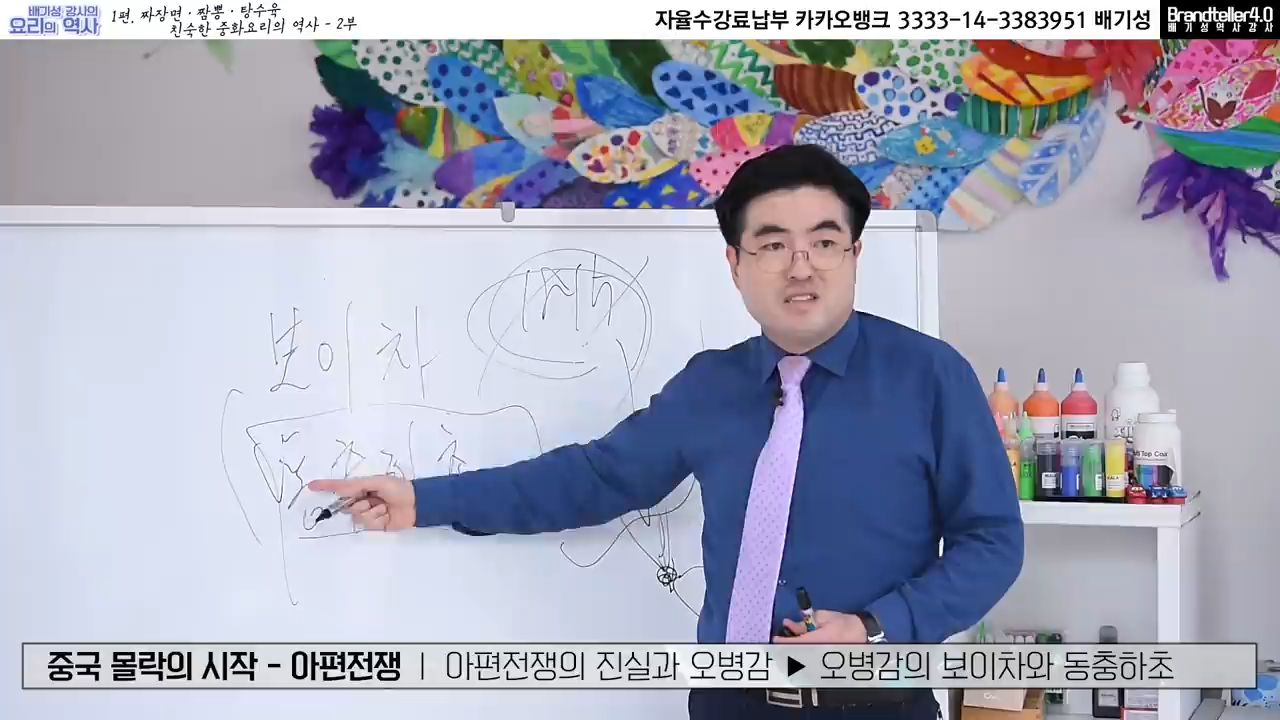 배기성 강사의
요리의 역사
1편. 짜장면 · 짬뽕 · 탕수육
친숙한 중화요리의 역사 - 2부
자율수강료납부 카카오뱅크 3333-14-3383951 배기성
Brandteller4.0
배기성역사강사
보이차
Top Coa
중국 몰락의 시작 - 아편전쟁 | 아편전쟁의 진실과 오병감 ▶ 오병감의 보이차와 동충하초